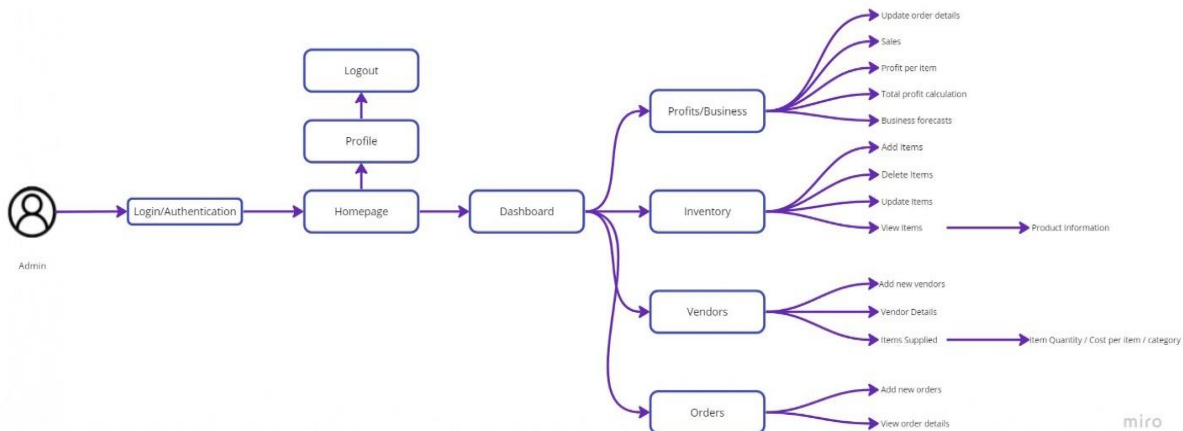 Update order details
Sales
Profit per item
Total profit calculation
Business forecasts
Logout
Profile
Profits/Business
Add Items
Delete Items
Update Items
View Items
Product Information
Login/Authentication
Homepage
Dashboard
Inventory
Admin
Add new vendors
Vendor Details
Items Supplied
Item Quantity / Cost per item / category
Vendors
Add new orders
View order details
Orders
miro